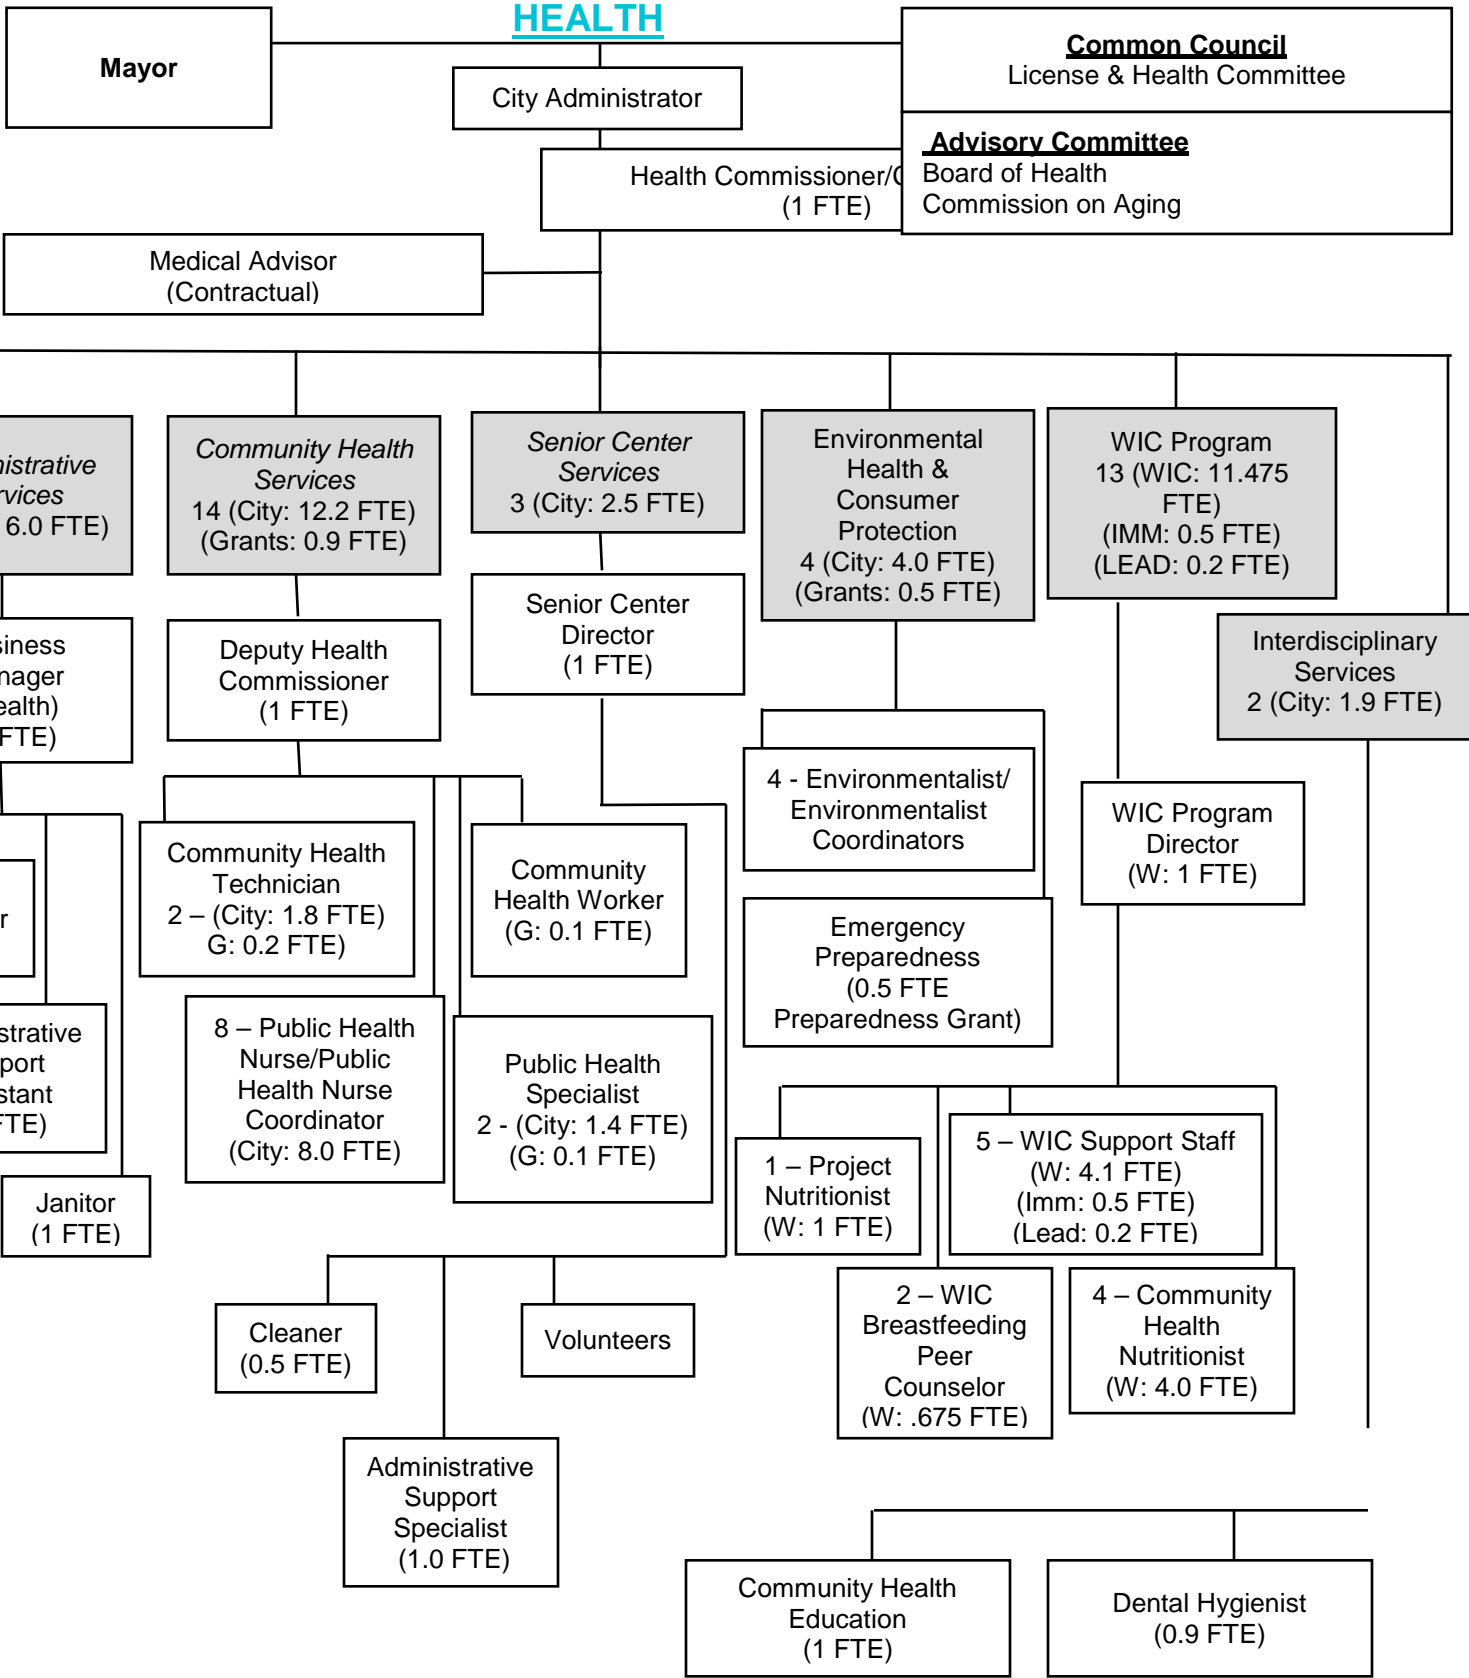 HEALTH
Mayor
City Administrator
Common Council
License & Health Committee
Advisory Committee
Board of Health
Commission on Aging
Health Commissioner/
(1 FTE)
Medical Advisor
(Contractual)
6.0 FTE)
Community Health
Services
14 (City: 12.2 FTE)
(Grants: 0.9 FTE)
Senior Center
Services
3 (City: 2.5 FTE)
Environmental
Health &
Consumer
Protection
4 (City: 4.0 FTE)
(Grants: 0.5 FTE)
WIC Program
13 (WIC: 11.475
FTE)
(IMM: 0.5 FTE)
(LEAD: 0.2 FTE)
Interdisciplinary
Services
2 (City: 1.9 FTE)
FTE)
Deputy Health
Commissioner
(1 FTE)
Senior Center
Director
(1 FTE)
4 - Environmentalist/
Environmentalist
Coordinators
WIC Program
Director
(W: 1 FTE)
Community Health
Technician
2 – (City: 1.8 FTE)
G: 0.2 FTE)
Community
Health Worker
(G: 0.1 FTE)
Emergency
Preparedness
(0.5 FTE
Preparedness Grant)
8 – Public Health
Nurse/Public
Health Nurse
Coordinator
(City: 8.0 FTE)
Public Health
Specialist
2 - (City: 1.4 FTE)
(G: 0.1 FTE)
Janitor
(1 FTE)
1 – Project
Nutritionist
(W: 1 FTE)
5 – WIC Support Staff
(W: 4.1 FTE)
(Imm: 0.5 FTE)
(Lead: 0.2 FTE)
2 – WIC
Breastfeeding
Peer
Counselor
(W: .675 FTE)
4 – Community
Health
Nutritionist
(W: 4.0 FTE)
Cleaner
(0.5 FTE)
Volunteers
Administrative
Support
Specialist
(1.0 FTE)
Community Health
Education
(1 FTE)
Dental Hygienist
(0.9 FTE)